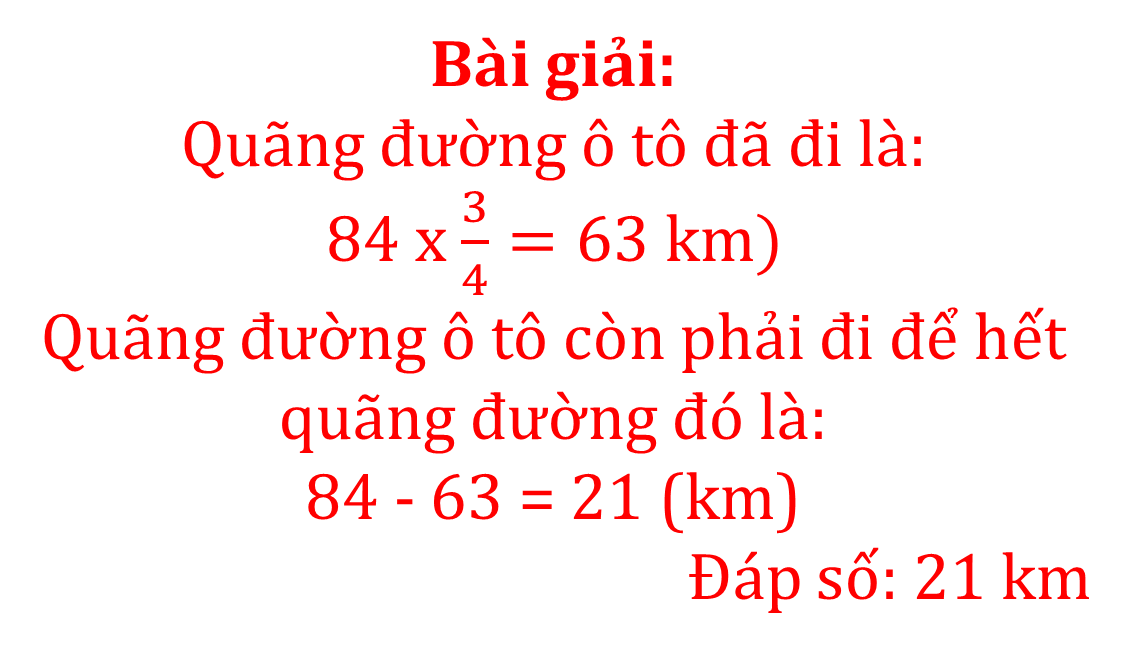 Bài giải:
Quãng đường ô tô đã đi là:
84 x 3/4 = 63 km)
Quãng đường ô tô còn phải đi để hết
quãng đường đó là:
84 - 63 = 21 (km)
Đáp số: 21 km